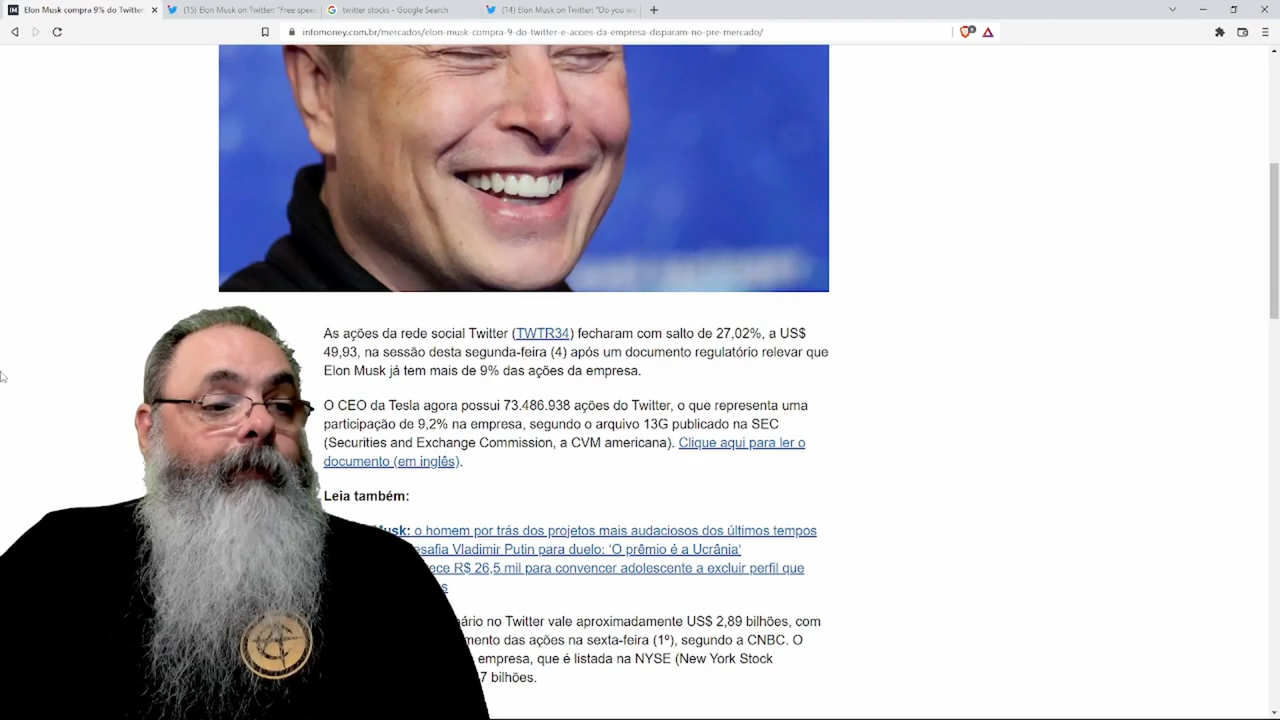 Elon Musk compra 9% do Twitter
(15) Elon Musk on Twitter: "Free spee
twitter stocks - Google Search
(14) Elon Musk on Twitter: "Do you wa
infomoney.com.br/mercados/elon-musk-compra-9-do-twitter-e-acoes-da-empresa-disparam-no-pre-mercado/
As ações da rede social Twitter (TWTR34) fecharam com salto de 27,02%, a US$
49,93, na sessão desta segunda-feira (4) após um documento regulatório relevar que
Elon Musk já tem mais de 9% das ações da empresa.
O CEO da Tesla agora possui 73.486.938 ações do Twitter, o que representa uma
participação de 9,2% na empresa, segundo o arquivo 13G publicado na SEC
(Securities and Exchange Commission, a CVM americana). Clique aqui para ler o
documento (em inglês).
Leia também:
usk: o homem por trás dos projetos mais audaciosos dos últimos tempos
esafia Vladimir Putin para duelo: 'O prêmio é a Ucrânia'
ece R$ 26,5 mil para convencer adolescente a excluir perfil que
s
ário no Twitter vale aproximadamente US$ 2,89 bilhões, com
mento das ações na sexta-feira (1º), segundo a CNBC. O
empresa, que é listada na NYSE (New York Stock
7 bilhões.